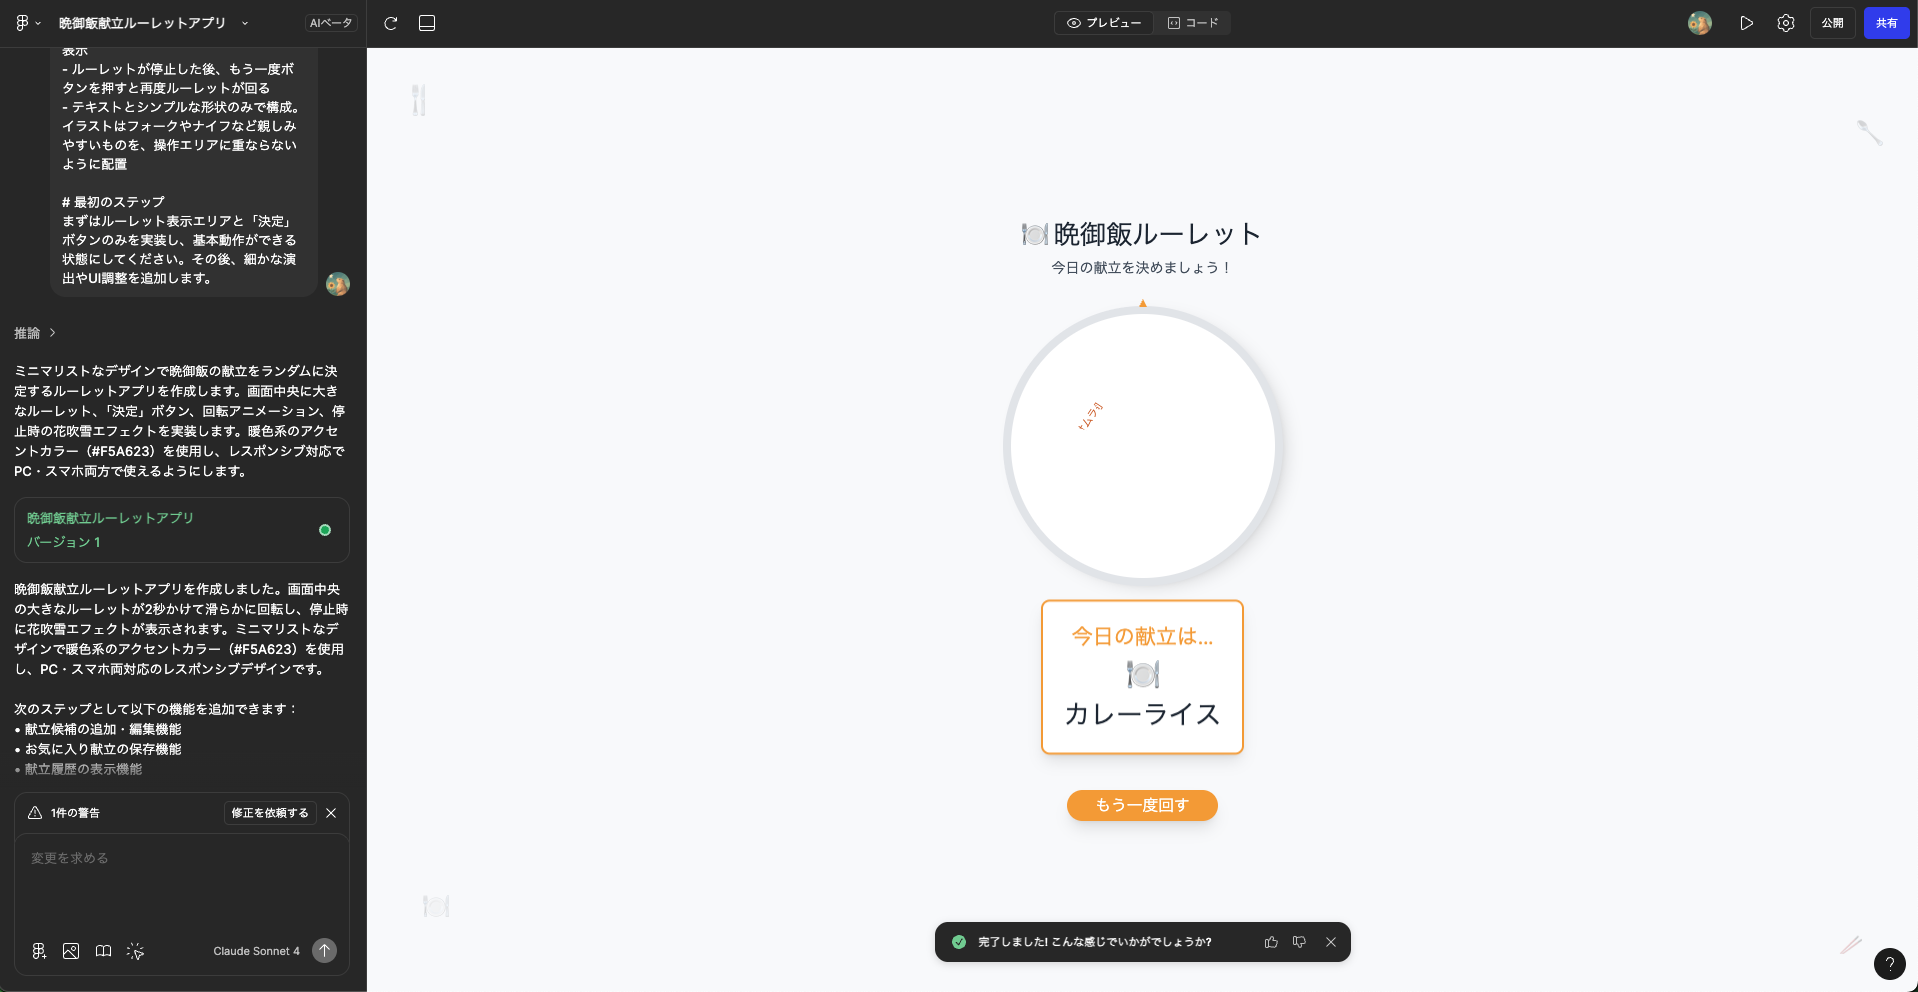 晩御飯献立ルーレットアプリ
AIベータ
プレビュー
コード
公開
共有
表示
- ルーレットが停止した後、もう一度ボ
タンを押すと再度ルーレットが回る
- テキストとシンプルな形状のみで構成。
イラストはフォークやナイフなど親しみ
やすいものを、操作エリアに重ならない
ように配置
# 最初のステップ
まずはルーレット表示エリアと「決定」
ボタンのみを実装し、基本動作ができる
状態にしてください。その後、細かな演
出やUI調整を追加します。
推論
ミニマリストなデザインで晩御飯の献立をランダムに決
定するルーレットアプリを作成します。画面中央に大き
なルーレット、「決定」ボタン、回転アニメーション、停
止時の花吹雪エフェクトを実装します。暖色系のアクセ
ントカラー（#F5A623）を使用し、レスポンシブ対応で
PC・スマホ両方で使えるようにします。
晩御飯献立ルーレットアプリ
バージョン 1
晩御飯献立ルーレットアプリを作成しました。画面中央
の大きなルーレットが2秒かけて滑らかに回転し、停止時
に花吹雪エフェクトが表示されます。ミニマリストなデ
ザインで暖色系のアクセントカラー（#F5A623）を使用
し、PC・スマホ両対応のレスポンシブデザインです。
次のステップとして以下の機能を追加できます：
• 献立候補の追加・編集機能
• お気に入り献立の保存機能
• 献立履歴の表示機能
1件の警告
修正を依頼する
変更を求める
Claude Sonnet 4
晩御飯ルーレット
今日の献立を決めましょう！
今日の献立は...
カレーライス
もう一度回す
完了しました! こんな感じでいかがでしょうか?
?